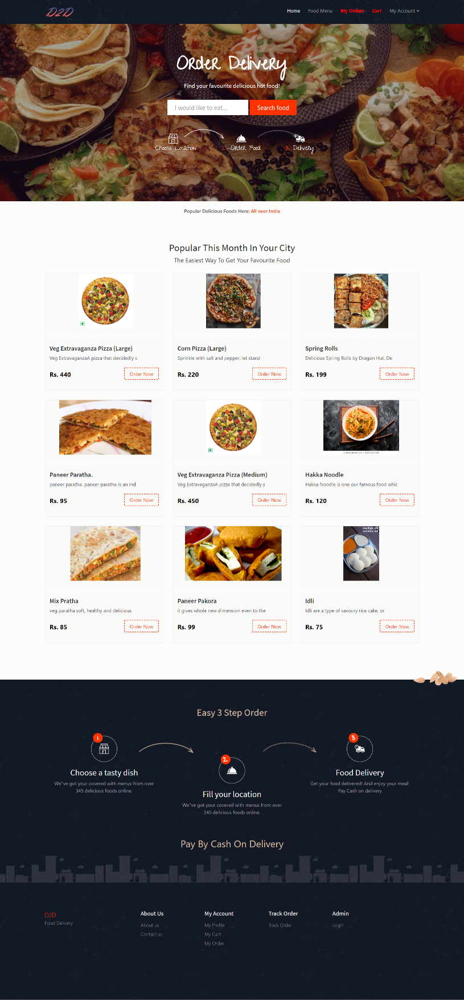 D2D
Home Food Menu My Orders Cart My Account
Order Delivery
Find your favourite delicious hot food!
I would like to eat.... Search food
1. Choose Location 2. Order Food 3. Delivery
Popular Delicious Foods Here: All over India
Popular This Month In Your City
The Easiest Way To Get Your Favourite Food
Veg Extravaganza Pizza (Large)
Veg ExtravaganzaA pizza that decidedly s
Rs. 440 Order Now
Corn Pizza (Large)
Sprinkle with salt and pepper; let stand
Rs. 220 Order Now
Spring Rolls
Delicious Spring Rolls by Dragon Hut, De
Rs. 199 Order Now
Paneer Paratha.
paneer paratha. paneer paratha is an ind
Rs. 95 Order Now
Veg Extravaganza Pizza (Medium)
Veg ExtravaganzaA pizza that decidedly s
Rs. 450 Order Now
Hakka Noodle
Hakka Noodle is one our famous food whic
Rs. 120 Order Now
Mix Pratha
veg paratha soft, healthy and delicious
Rs. 85 Order Now
Paneer Pakora
it gives whole new dimension even to the
Rs. 99 Order Now
mallige idli
kushboo idli
Idli
Idli are a type of savoury rice cake, or
Rs. 75 Order Now
Easy 3 Step Order
1
Choose a tasty dish
We"ve got your covered with menus from over
345 delicious foods online.
2
Fill your location
We"ve got your covered with menus from over
345 delicious foods online.
3
Food Delivery
Get your food delivered! And enjoy your meal!
Pay Cash on delivery
Pay By Cash On Delivery
D2D
Food Delivery
About Us
About us
Contact us
My Account
My Profile
My Cart
My Order
Track Order
Track Order
Admin
Login